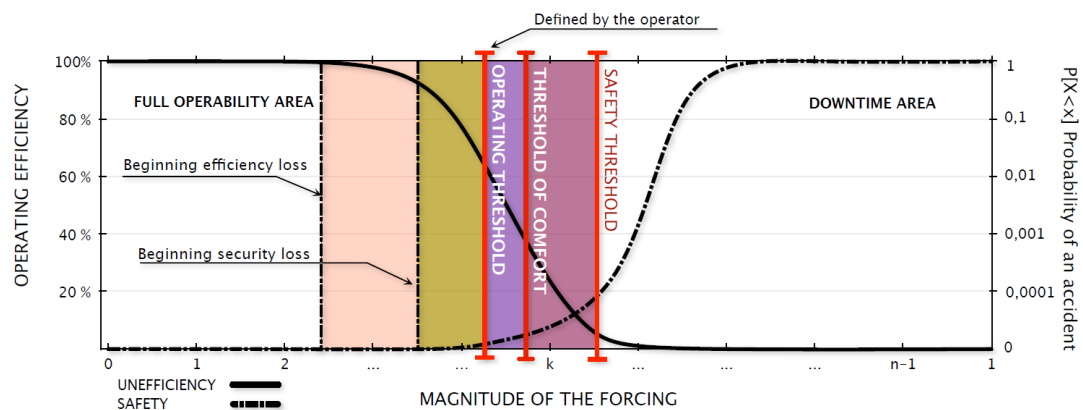 Defined by the operator
100%
80 %
60 %
40 %
20 %
OPERATING EFFICIENCY
FULL OPERABILITY AREA
Beginning efficiency loss
Beginning security loss
OPERATING THRESHOLD
THRESHOLD OF COMFORT
SAFETY THRESHOLD
DOWNTIME AREA
1
0,1
0,01
0,001
0,0001
0
P[X<x] Probability of an accident
0 1 2 ... ... k ... ... ... n-1 1
UNEFFICIENCY
SAFETY
MAGNITUDE OF THE FORCING